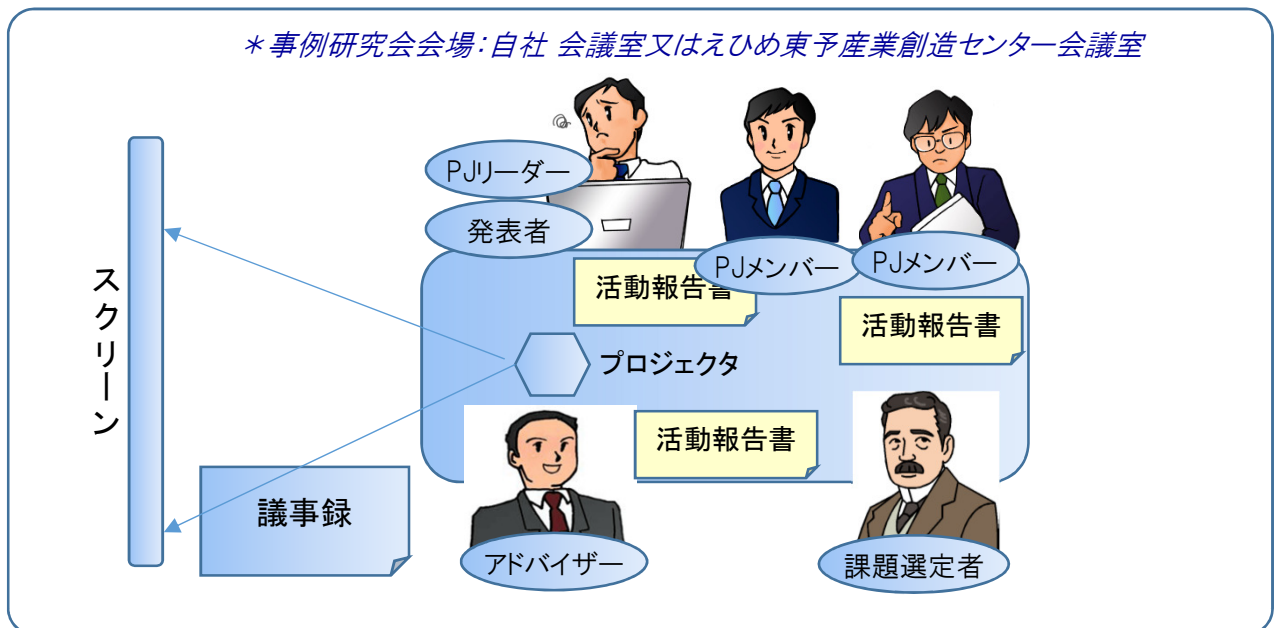 ＊事例研究会会場：自社 会議室又はえひめ東予産業創造センター会議室
PJリーダー
発表者
PJメンバー
PJメンバー
活動報告書
活動報告書
スクリーン
プロジェクタ
活動報告書
議事録
アドバイザー
課題選定者